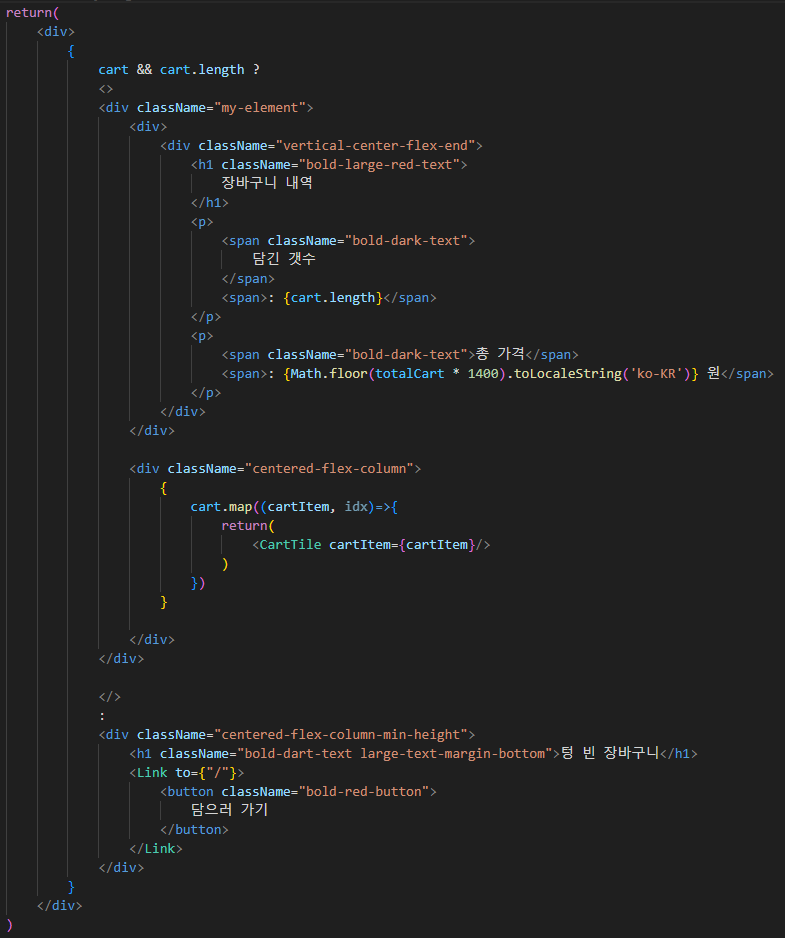 return(
<div>
{
cart && cart.length ?
<>
<div className="my-element">
<div>
<div className="vertical-center-flex-end">
<h1 className="bold-large-red-text">
장바구니 내역
</h1>
<p>
<span className="bold-dark-text">
담긴 갯수
</span>
<span>: {cart.length}</span>
</p>
<p>
<span className="bold-dark-text">총 가격</span>
<span>: {Math.floor(totalCart * 1400).toLocaleString('ko-KR')} 원</span>
</p>
</div>
</div>
<div className="centered-flex-column">
{
cart.map((cartItem, idx)=>{
return(
<CartTile cartItem={cartItem}/>
)
})
}
</div>
</div>
</>
:
<div className="centered-flex-column-min-height">
<h1 className="bold-dart-text large-text-margin-bottom">텅 빈 장바구니</h1>
<Link to={"/"}>
<button className="bold-red-button">
담으러 가기
</button>
</Link>
</div>
}
</div>
)